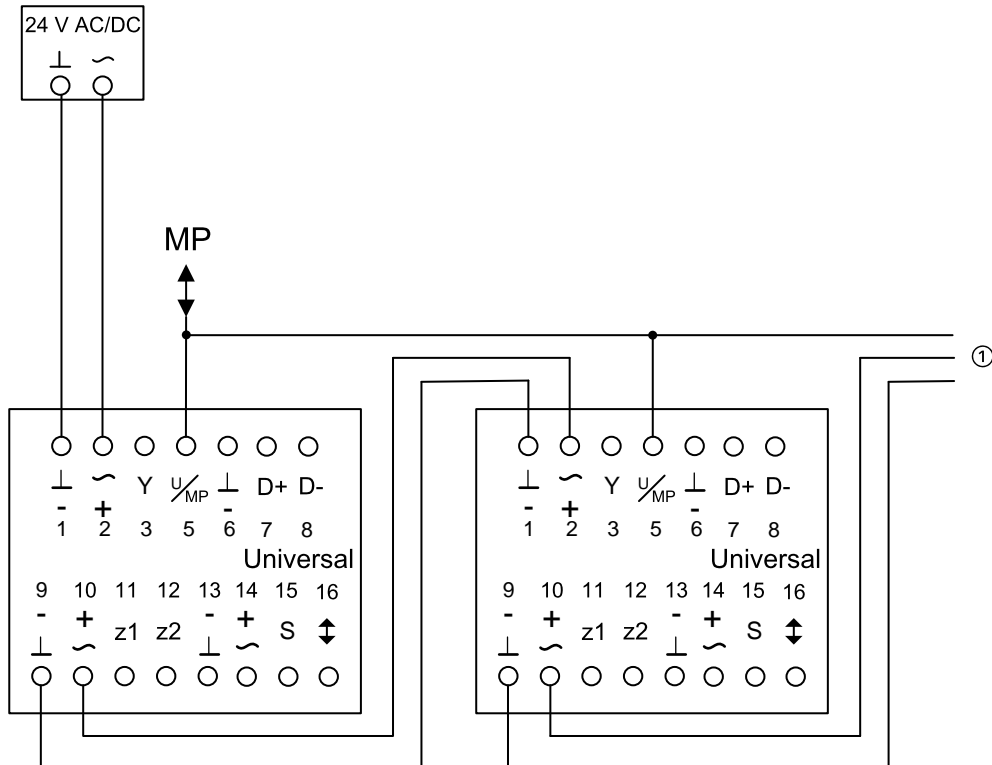 24 V AC/DC
⊥ ~
MP
①
⊥ ~ Y U/MP ⊥ D+ D-
- + -
1 2 3 5 6 7 8
Universal
9 10 11 12 13 14 15 16
- + z1 z2 - + S ↕
⊥ ~ ⊥ ~
⊥ ~ Y U/MP ⊥ D+ D-
- + -
1 2 3 5 6 7 8
Universal
9 10 11 12 13 14 15 16
- + z1 z2 - + S ↕
⊥ ~ ⊥ ~